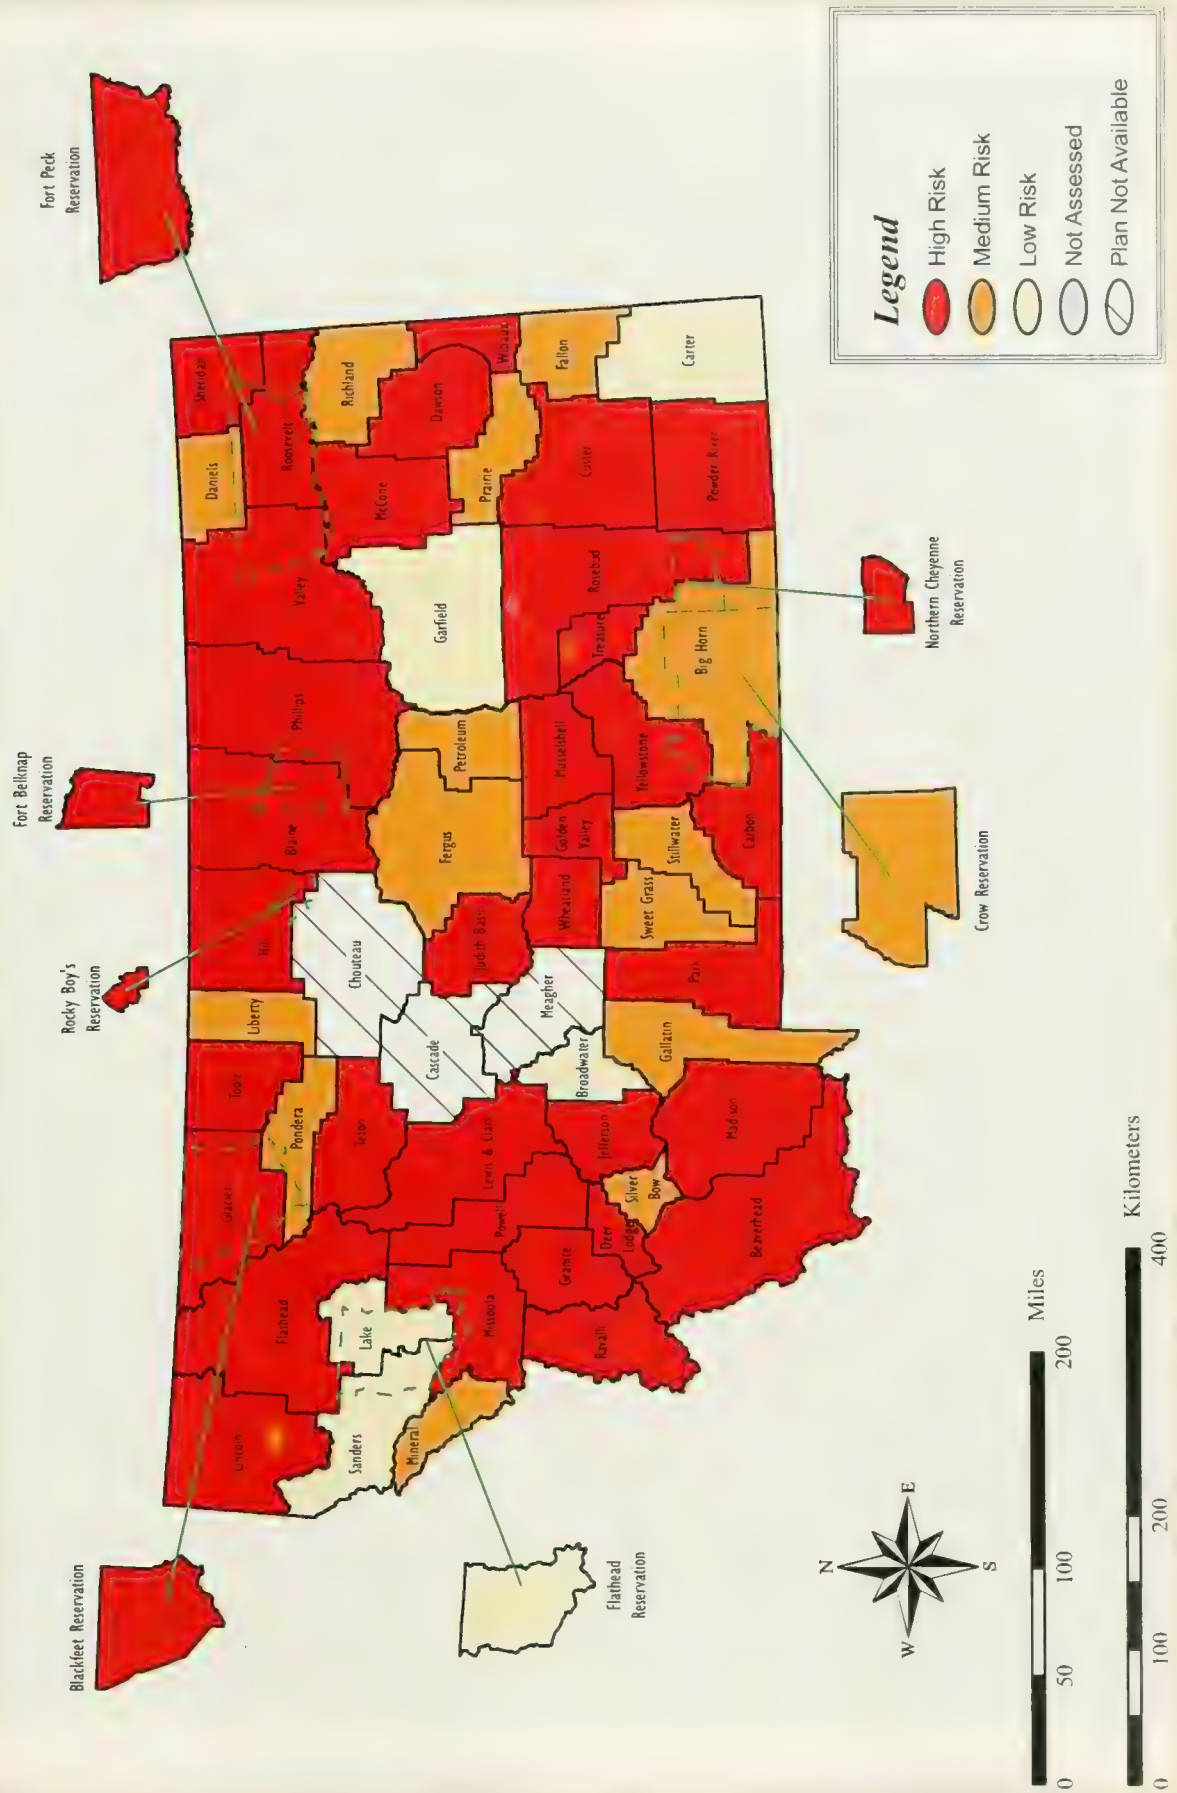 Blackfeet Reservation
Rocky Boy's
Reservation
Fort Belknap
Reservation
Fort Peck
Reservation
Lincoln
Flathead
Glacier
Toole
Liberty
Hill
Blaine
Phillips
Valley
Daniels
Sheridan
Roosevelt
Pondera
Teton
Chouteau
Richland
McCone
Dawson
Sanders
Lake
Lewis & Clark
Cascade
Fergus
Petroleum
Garfield
Prairie
Wibaux
Mineral
Missoula
Powell
Judith Basin
Granite
Deer
Lodge
Jefferson
Broadwater
Meagher
Wheatland
Golden
Valley
Musselshell
Treasure
Rosebud
Custer
Fallon
Ravalli
Silver
Bow
Gallatin
Park
Sweet Grass
Stillwater
Yellowstone
Big Horn
Powder River
Carter
Beaverhead
Madison
Carbon
Flathead
Reservation
Crow Reservation
Northern Cheyenne
Reservation
N
W
E
S
Legend
High Risk
Medium Risk
Low Risk
Not Assessed
Plan Not Available
Miles
0 50 100 200
Kilometers
0 100 200 400